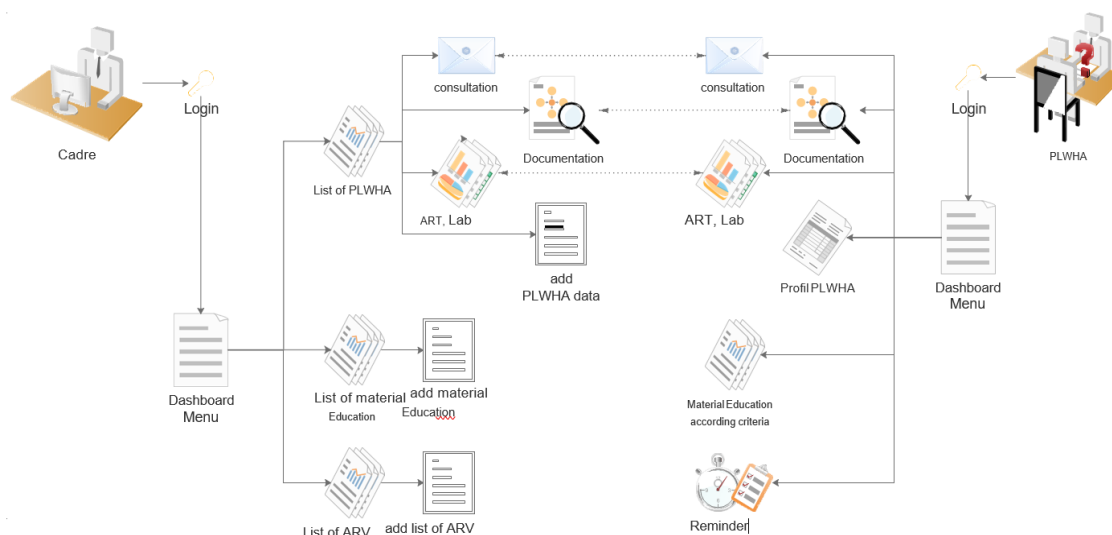 Cadre
Login
Dashboard
Menu
List of PLWHA
consultation
Documentation
ART, Lab
add
PLWHA data
List of material
Education
add material
Education
List of ARV
add list of ARV
consultation
Documentation
ART, Lab
Profil PLWHA
Material Education
according criteria
Reminder
Login
PLWHA
Dashboard
Menu